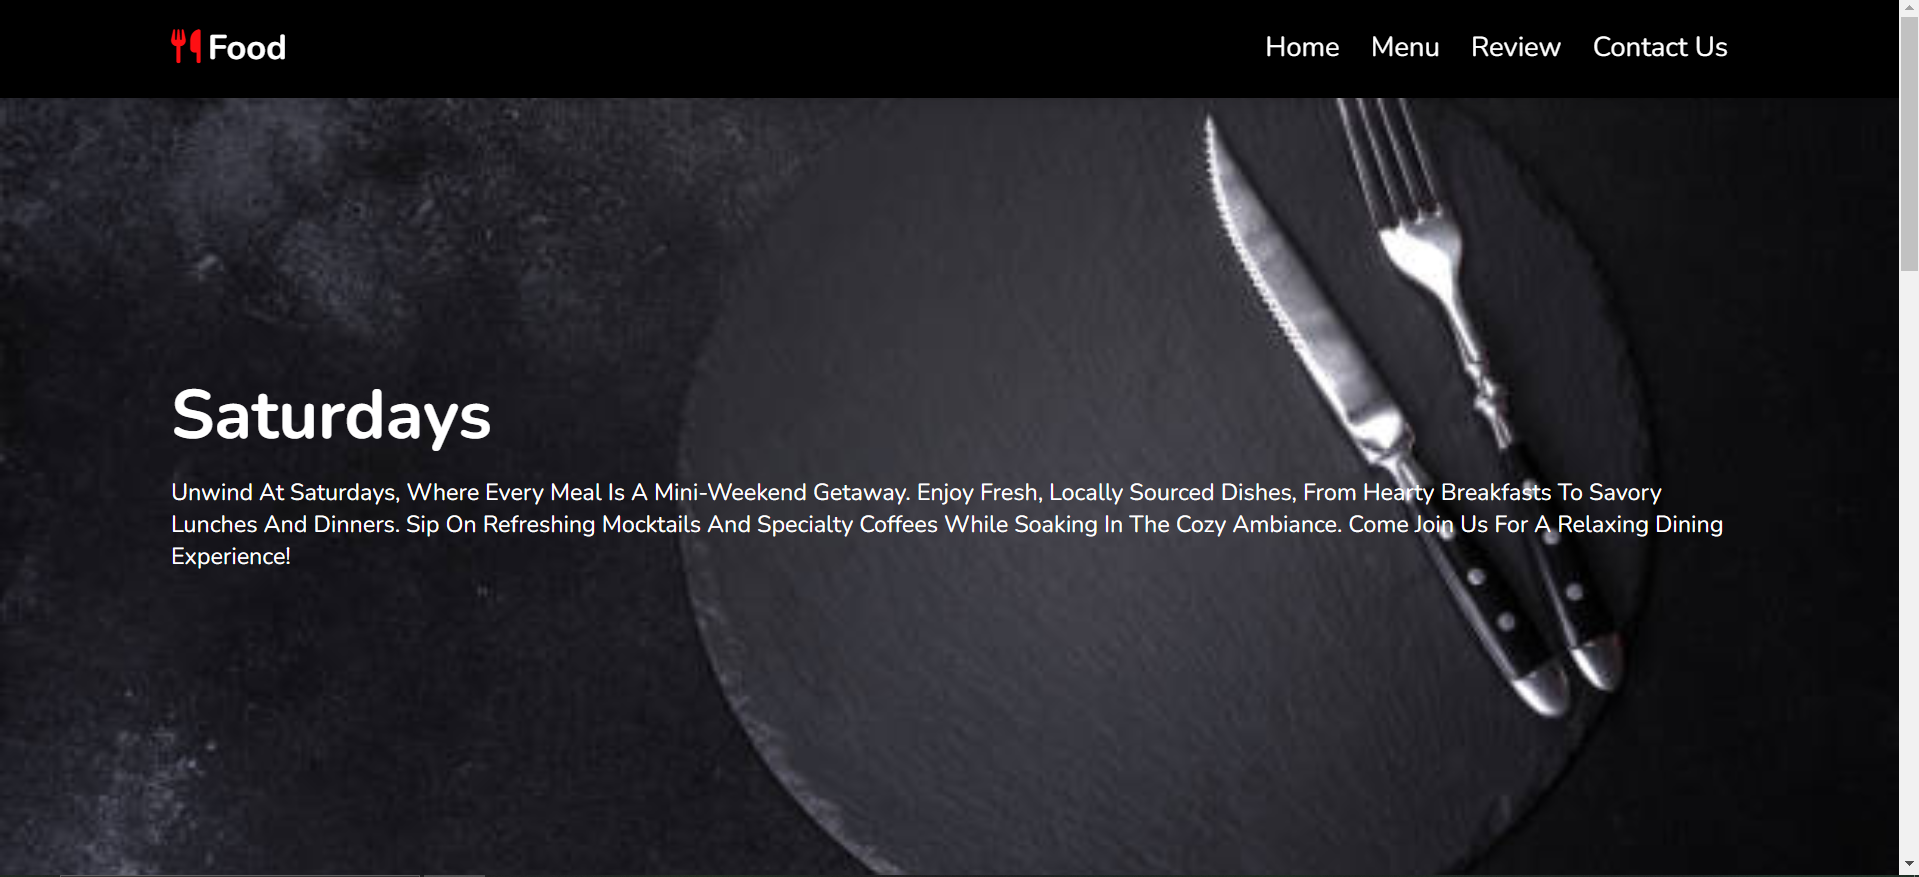 Food
Home Menu Review Contact Us
Saturdays
Unwind At Saturdays, Where Every Meal Is A Mini-Weekend Getaway. Enjoy Fresh, Locally Sourced Dishes, From Hearty Breakfasts To Savory
Lunches And Dinners. Sip On Refreshing Mocktails And Specialty Coffees While Soaking In The Cozy Ambiance. Come Join Us For A Relaxing Dining
Experience!